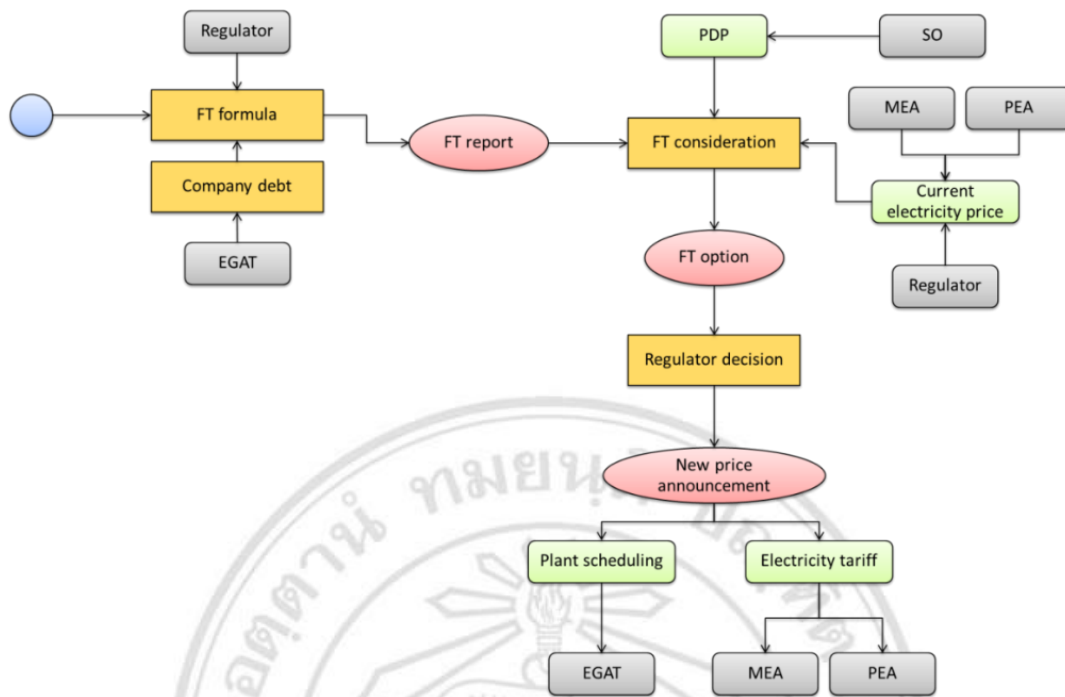 Regulator
PDP
SO
FT formula
MEA
PEA
FT report
FT consideration
Company debt
Current
electricity price
EGAT
FT option
Regulator
Regulator decision
New price
announcement
Plant scheduling
Electricity tariff
EGAT
MEA
PEA